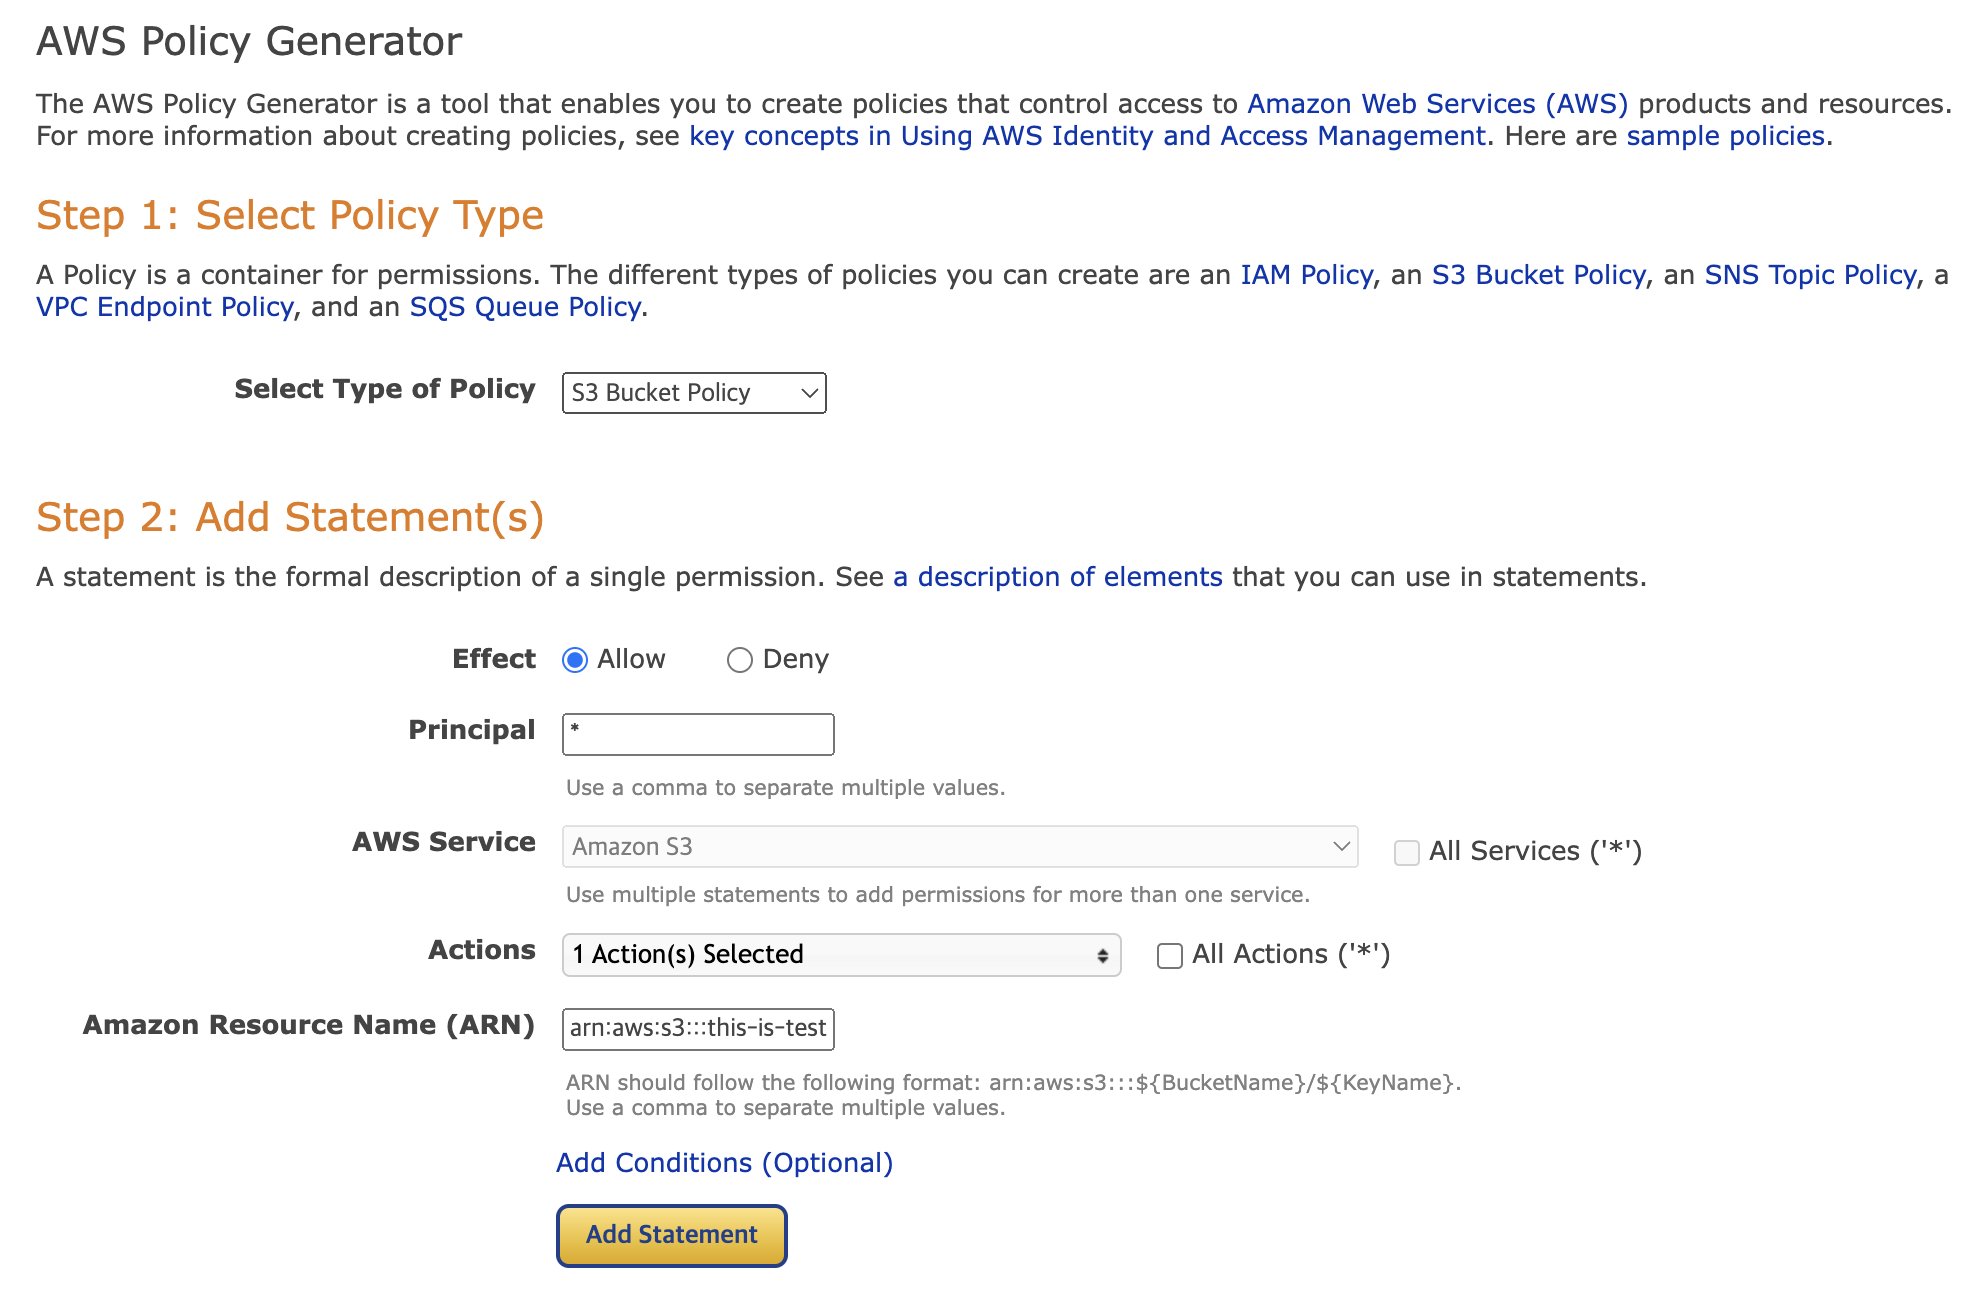 AWS Policy Generator
The AWS Policy Generator is a tool that enables you to create policies that control access to Amazon Web Services (AWS) products and resources.
For more information about creating policies, see key concepts in Using AWS Identity and Access Management. Here are sample policies.
Step 1: Select Policy Type
A Policy is a container for permissions. The different types of policies you can create are an IAM Policy, an S3 Bucket Policy, an SNS Topic Policy, a
VPC Endpoint Policy, and an SQS Queue Policy.
Select Type of Policy S3 Bucket Policy
Step 2: Add Statement(s)
A statement is the formal description of a single permission. See a description of elements that you can use in statements.
Effect Allow Deny
Principal *
Use a comma to separate multiple values.
AWS Service Amazon S3 All Services ('*')
Use multiple statements to add permissions for more than one service.
Actions 1 Action(s) Selected All Actions ('*')
Amazon Resource Name (ARN) arn:aws:s3:::this-is-test
ARN should follow the following format: arn:aws:s3:::${BucketName}/${KeyName}.
Use a comma to separate multiple values.
Add Conditions (Optional)
Add Statement